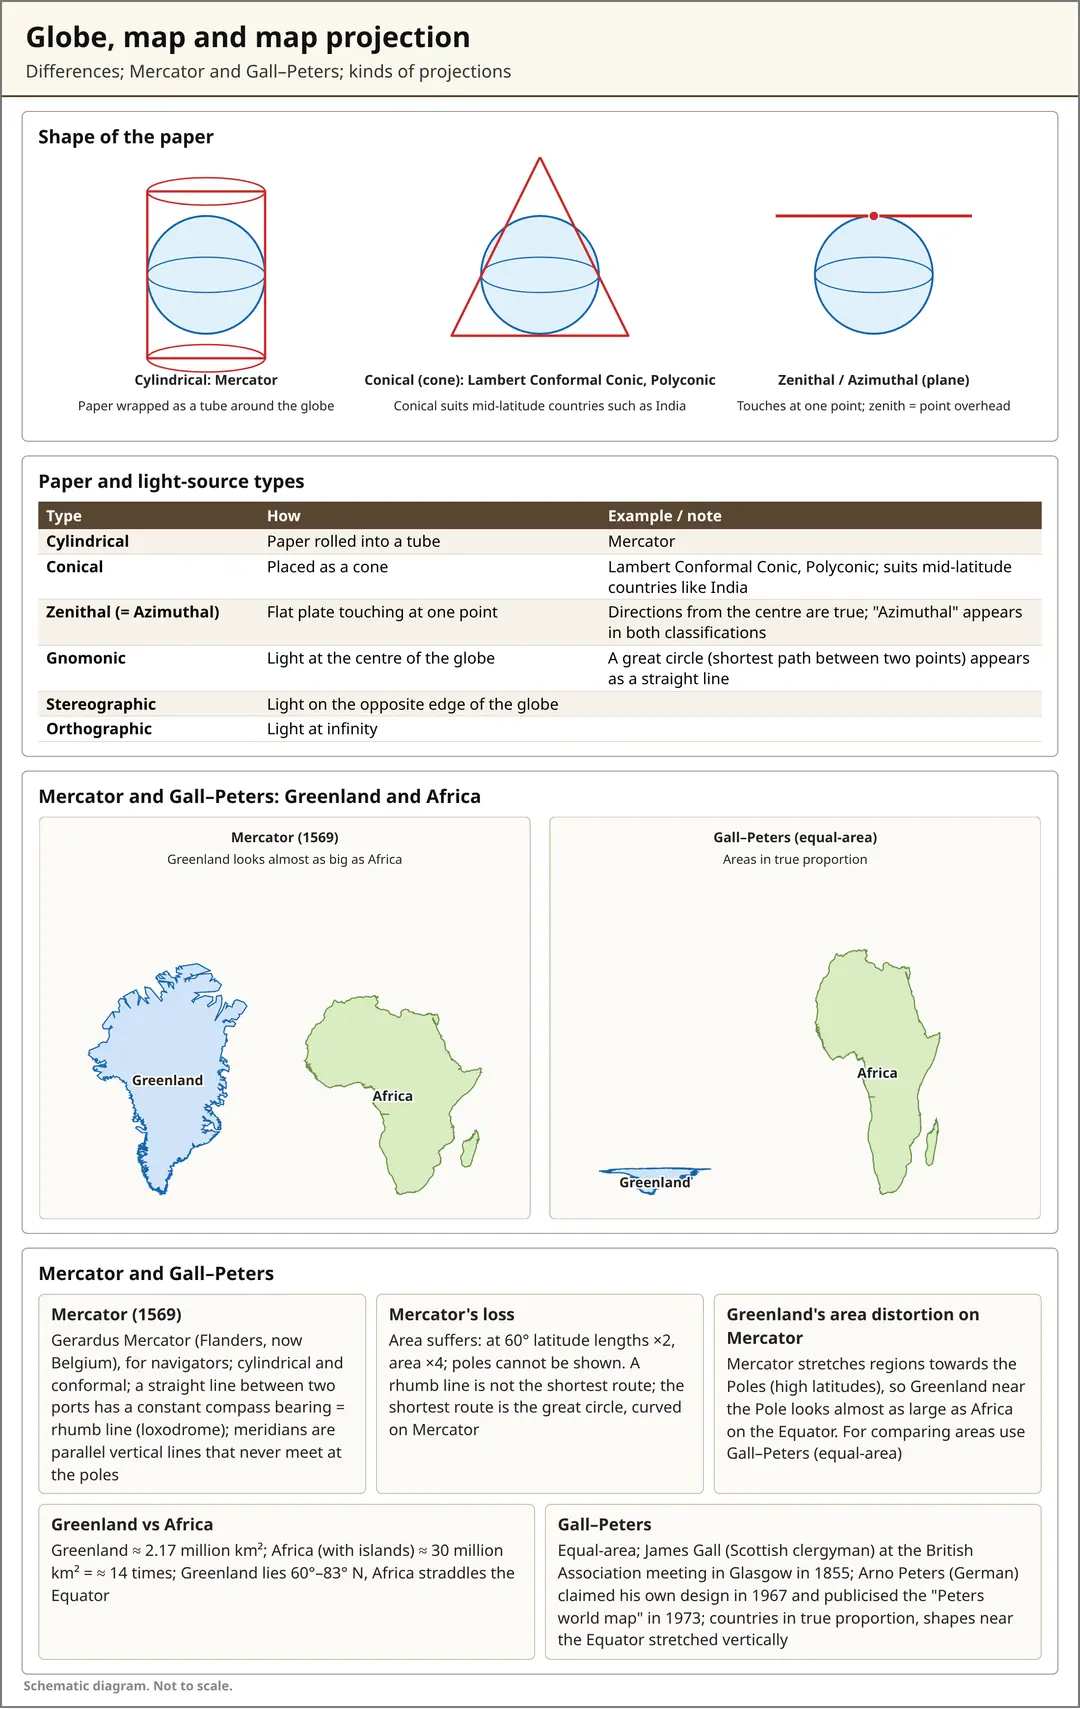 Globe, map and map projection
Differences; Mercator and Gall–Peters; kinds of projections
Shape of the paper
Cylindrical: Mercator
Paper wrapped as a tube around the globe
Conical (cone): Lambert Conformal Conic, Polyconic
Conical suits mid-latitude countries such as India
Zenithal / Azimuthal (plane)
Touches at one point; zenith = point overhead
Paper and light-source types
Type How Example / note
Cylindrical Paper rolled into a tube Mercator
Conical Placed as a cone Lambert Conformal Conic, Polyconic; suits mid-latitude
countries like India
Zenithal (= Azimuthal) Flat plate touching at one point Directions from the centre are true; "Azimuthal" appears
in both classifications
Gnomonic Light at the centre of the globe A great circle (shortest path between two points) appears
as a straight line
Stereographic Light on the opposite edge of the globe
Orthographic Light at infinity
Mercator and Gall–Peters: Greenland and Africa
Mercator (1569)
Greenland looks almost as big as Africa
Greenland
Africa
Gall–Peters (equal-area)
Areas in true proportion
Africa
Greenland
Mercator and Gall–Peters
Mercator (1569)
Gerardus Mercator (Flanders, now
Belgium), for navigators; cylindrical and
conformal; a straight line between two
ports has a constant compass bearing =
rhumb line (loxodrome); meridians are
parallel vertical lines that never meet at
the poles
Mercator's loss
Area suffers: at 60° latitude lengths ×2,
area ×4; poles cannot be shown. A
rhumb line is not the shortest route; the
shortest route is the great circle, curved
on Mercator
Greenland's area distortion on
Mercator
Mercator stretches regions towards the
Poles (high latitudes), so Greenland near
the Pole looks almost as large as Africa
on the Equator. For comparing areas use
Gall–Peters (equal-area)
Greenland vs Africa
Greenland ≈ 2.17 million km²; Africa (with islands) ≈ 30 million
km² = ≈ 14 times; Greenland lies 60°–83° N, Africa straddles the
Equator
Gall–Peters
Equal-area; James Gall (Scottish clergyman) at the British
Association meeting in Glasgow in 1855; Arno Peters (German)
claimed his own design in 1967 and publicised the "Peters
world map" in 1973; countries in true proportion, shapes near
the Equator stretched vertically
Schematic diagram. Not to scale.